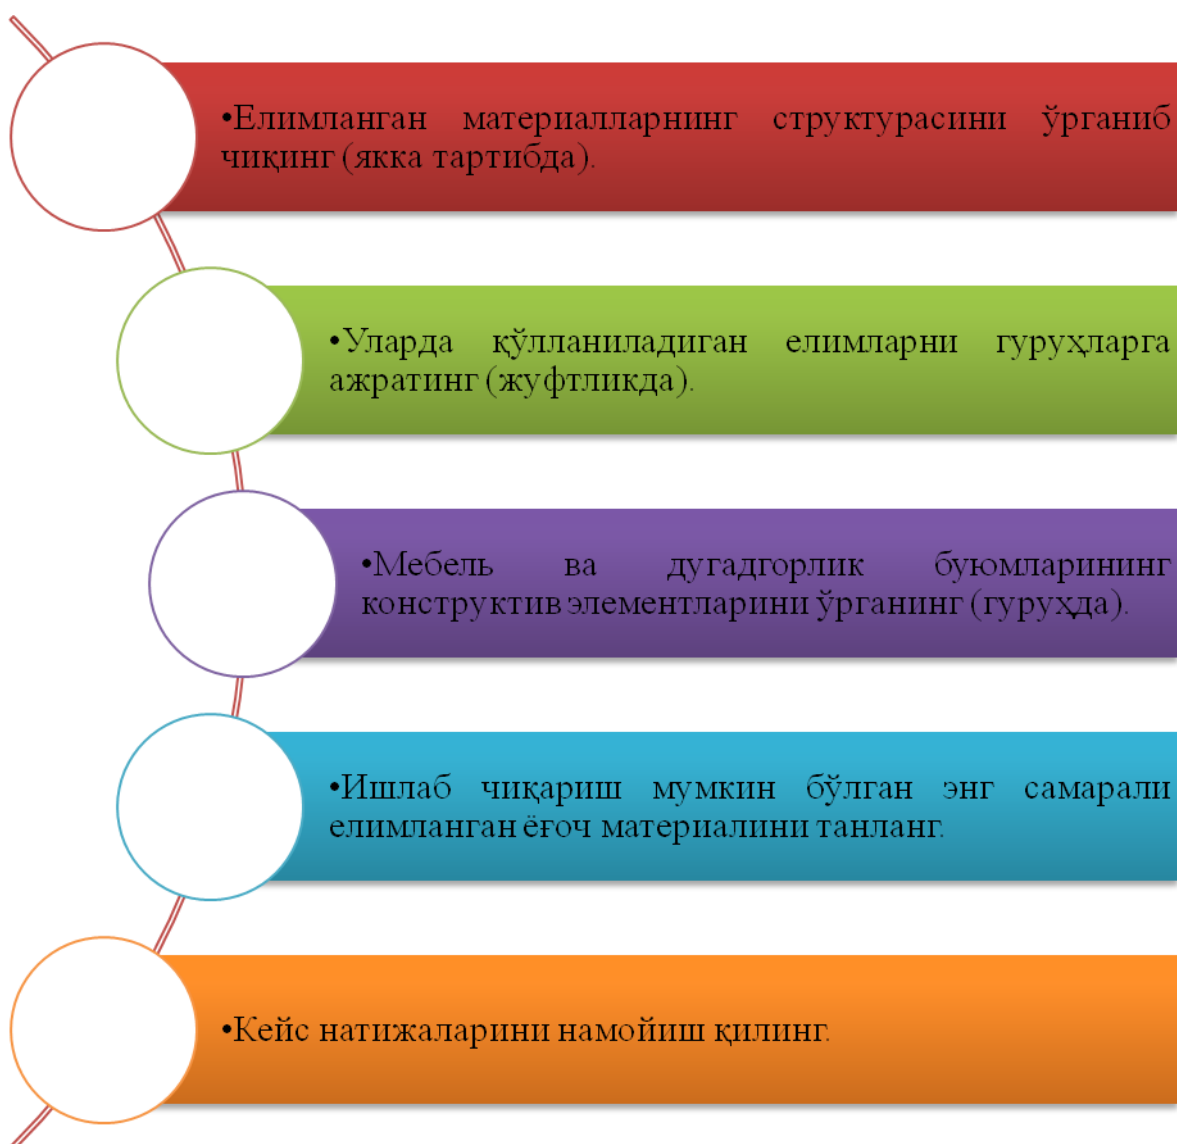 •Елимланган материалларнинг структурасини ўрганиб
чиқинг (якка тартибда).
•Уларда қўлланиладиган елимларни гуруҳларга
ажратинг (жуфтликда).
•Мебель ва дугадгорлик буюмларининг
конструктив элементларини ўрганинг (гуруҳда).
•Ишлаб чиқариш мумкин бўлган энг самарали
елимланган ёғоч материалини танланг.
•Кейс натижаларини намойиш қилинг.